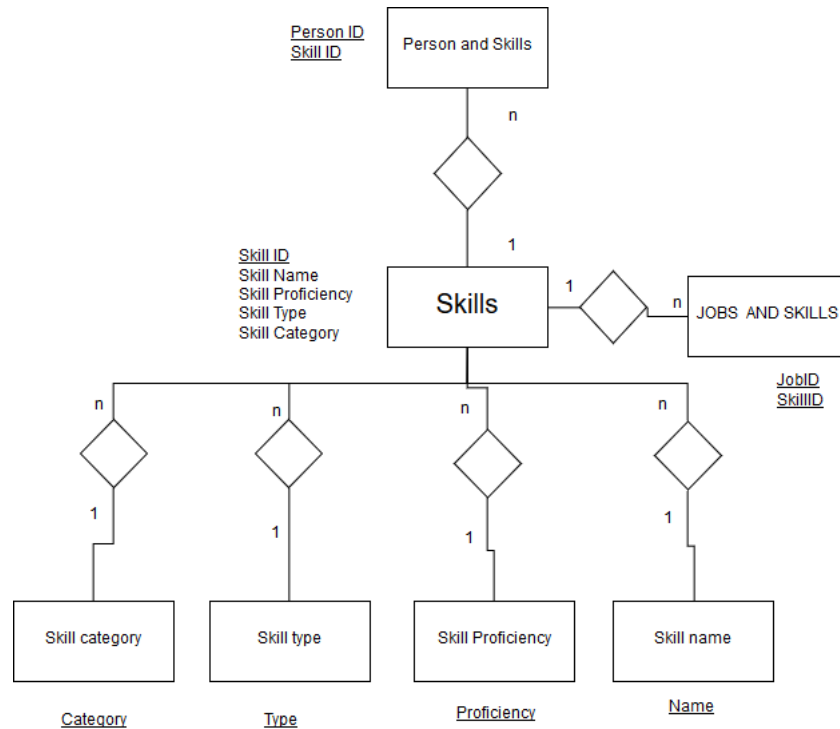 Person ID
Skill ID
Person and Skills
n
1
Skill ID
Skill Name
Skill Proficiency
Skill Type
Skill Category
Skills
1
n
JOBS AND SKILLS
JobID
SkillID
n
n
n
n
1
1
1
1
Skill category
Skill type
Skill Proficiency
Skill name
Category
Type
Proficiency
Name